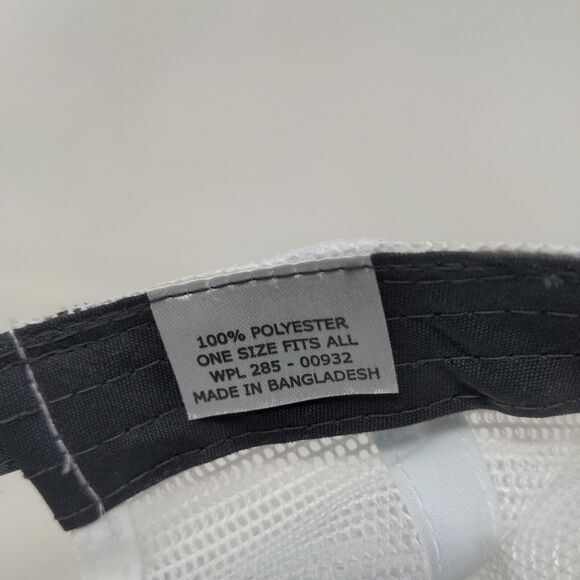 100% POLYESTER
ONE SIZE FITS ALL
WPL 285 - 00932
MADE IN BANGLADESH